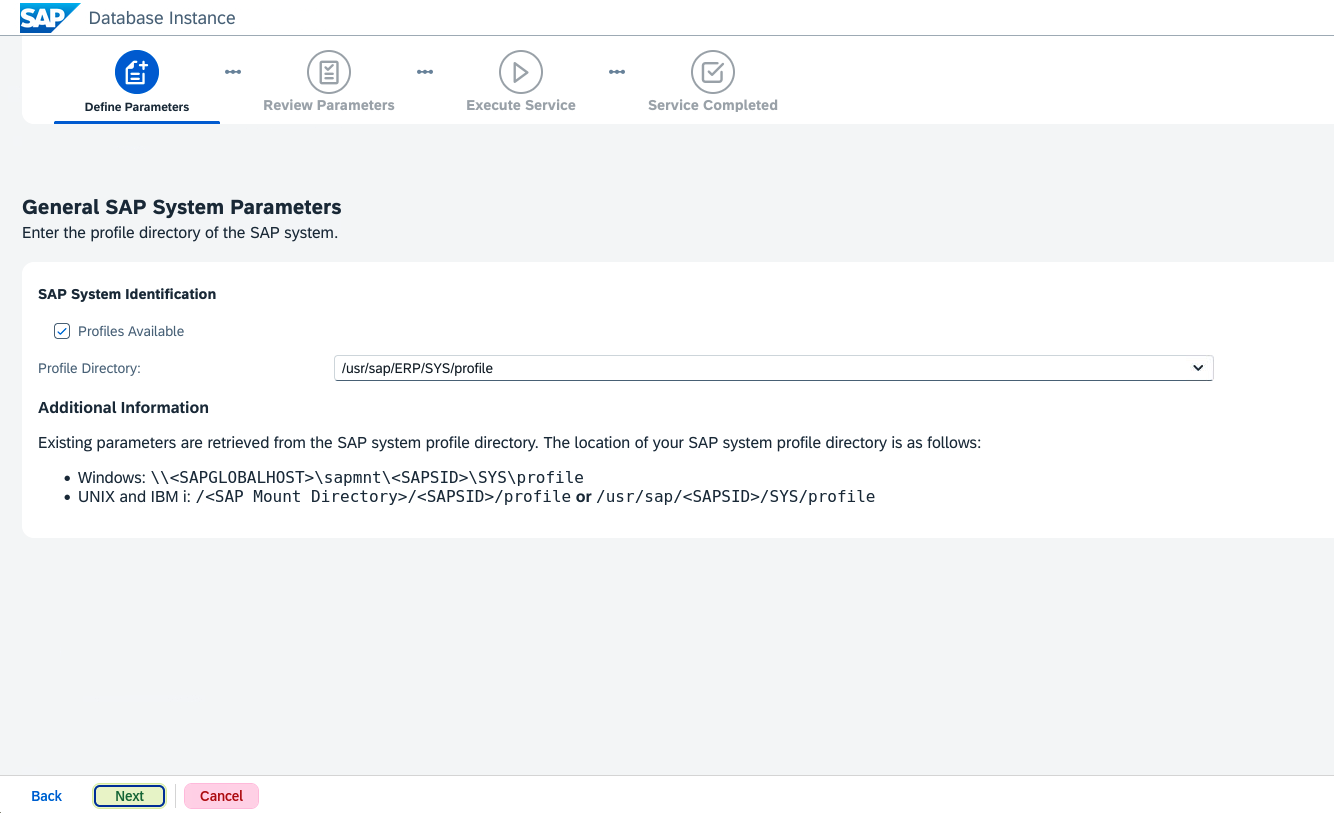 SAP Database Instance
Define Parameters
Review Parameters
Execute Service
Service Completed
General SAP System Parameters
Enter the profile directory of the SAP system.
SAP System Identification
Profiles Available
Profile Directory: /usr/sap/ERP/SYS/profile
Additional Information
Existing parameters are retrieved from the SAP system profile directory. The location of your SAP system profile directory is as follows:
• Windows: \\<SAPGLOBALHOST>\sapmnt\<SAPSID>\SYS\profile
• UNIX and IBM i: /<SAP Mount Directory>/<SAPSID>/profile or /usr/sap/<SAPSID>/SYS/profile
Back Next Cancel